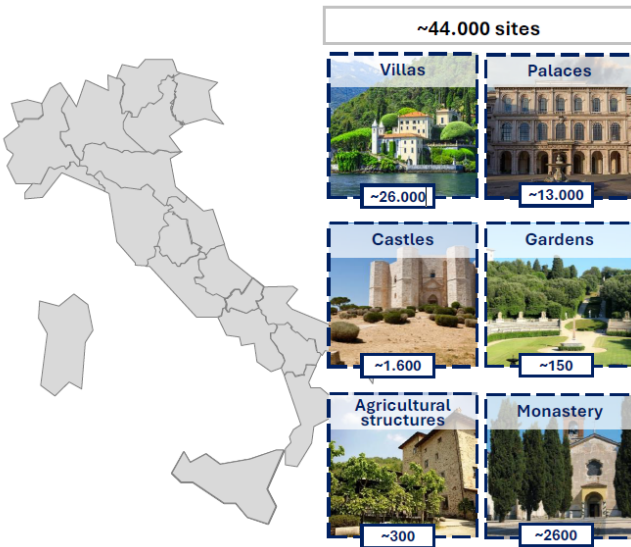 ~44.000 sites
Villas
~26.000
Palaces
~13.000
Castles
~1.600
Gardens
~150
Agricultural
structures
~300
Monastery
~2600